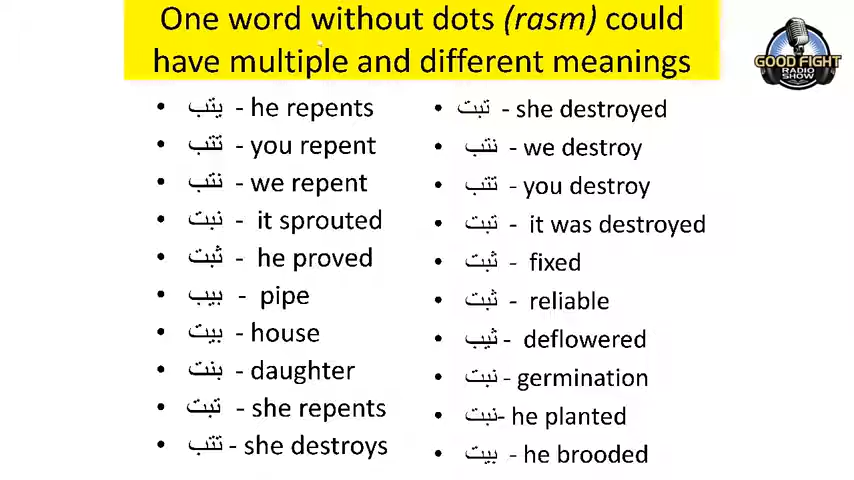 One word without dots (rasm) could
have multiple and different meanings
GOOD FIGHT
RADIO
SHOW
• يتب - he repents
• تتب - you repent
• نتب - we repent
• نبت - it sprouted
• ثبت - he proved
• بيب - pipe
• بيت - house
• بنت - daughter
• تبت - she repents
• تتب - she destroys
• تبت - she destroyed
• نتب - we destroy
• تتب - you destroy
• تبت - it was destroyed
• ثبت - fixed
• ثبت - reliable
• ثيب - deflowered
• نبت - germination
• نبت- he planted
• بيت - he brooded